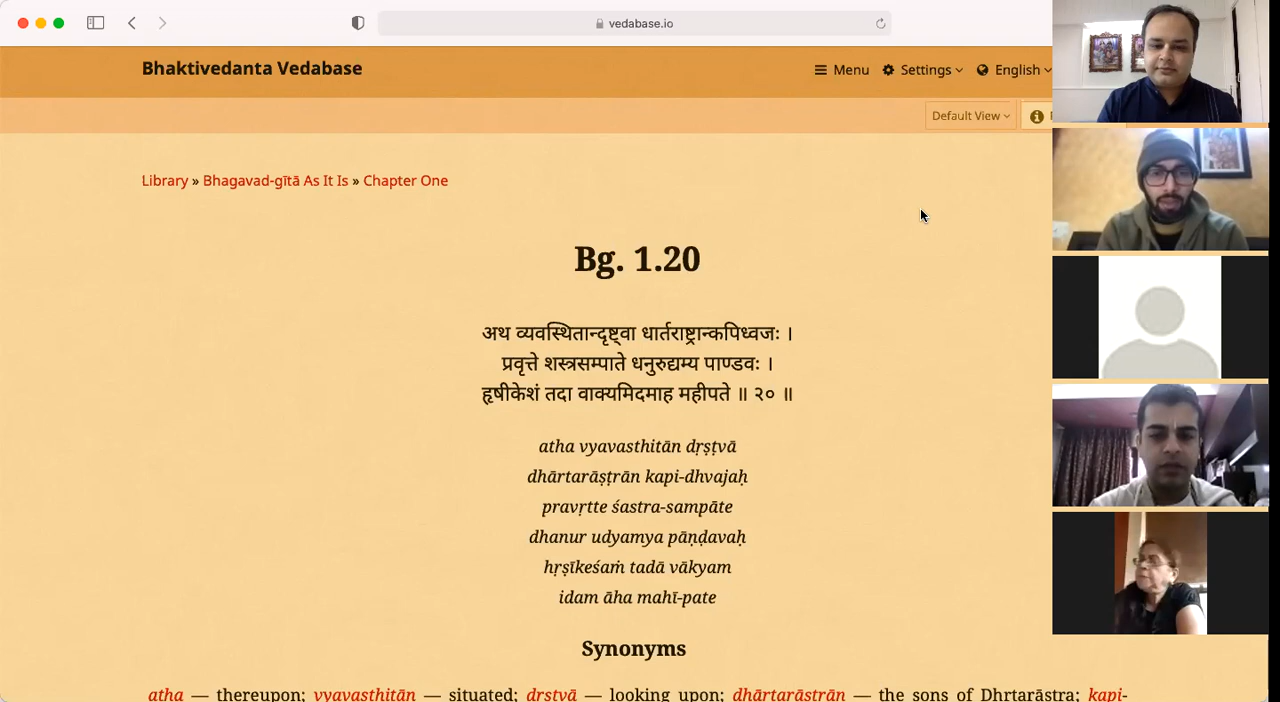 vedabase.io
Bhaktivedanta Vedabase
Menu Settings English
Default View
Library » Bhagavad-gītā As It Is » Chapter One
Bg. 1.20
अथ व्यवस्थितान्दृष्ट्वा धार्तराष्ट्रान्कपिध्वजः ।
प्रवृत्ते शस्त्रसम्पाते धनुरुद्यम्य पाण्डवः ।
हृषीकेशं तदा वाक्यमिदमाह महीपते ॥ २० ॥
atha vyavasthitān dṛṣṭvā
dhārtarāṣṭrān kapi-dhvajaḥ
pravṛtte śastra-sampāte
dhanur udyamya pāṇḍavaḥ
hṛṣīkeśaṁ tadā vākyam
idam āha mahī-pate
Synonyms
atha — thereupon; vyavasthitān — situated; dṛṣṭvā — looking upon; dhārtarāṣṭrān — the sons of Dhṛtarāṣṭra; kapi-